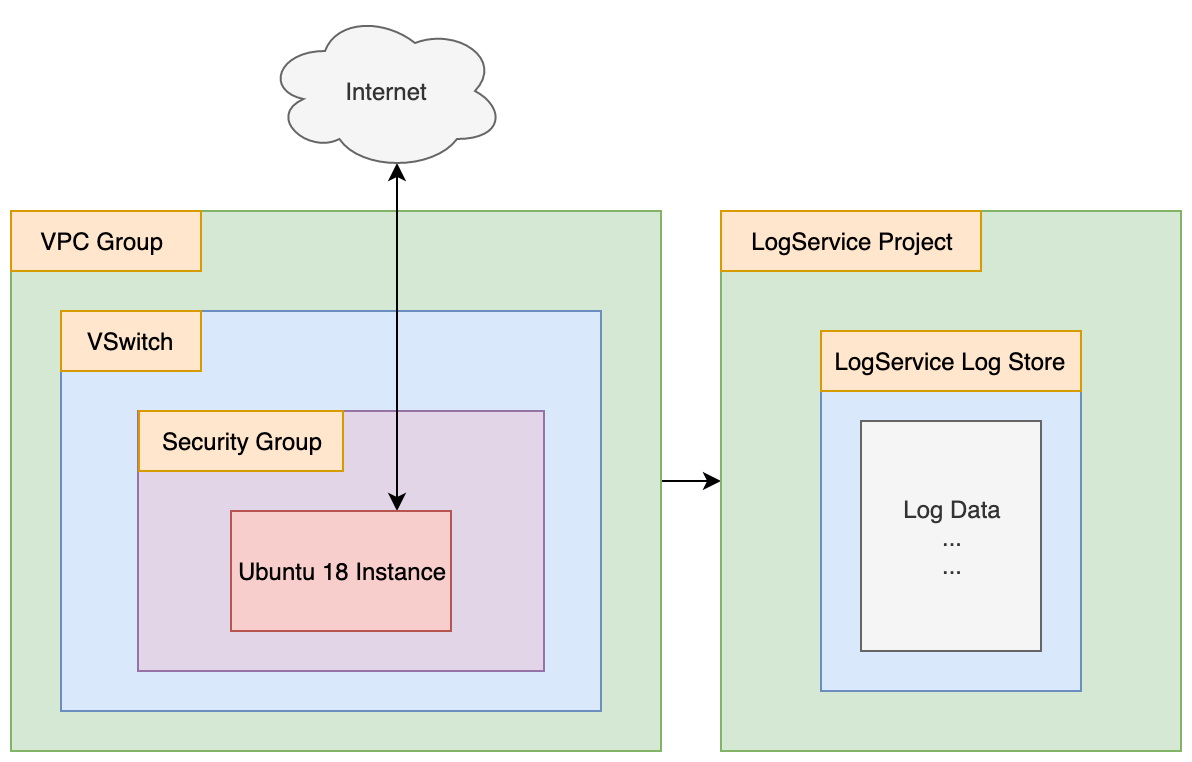 Internet
VPC Group
VSwitch
Security Group
Ubuntu 18 Instance
LogService Project
LogService Log Store
Log Data
...
...